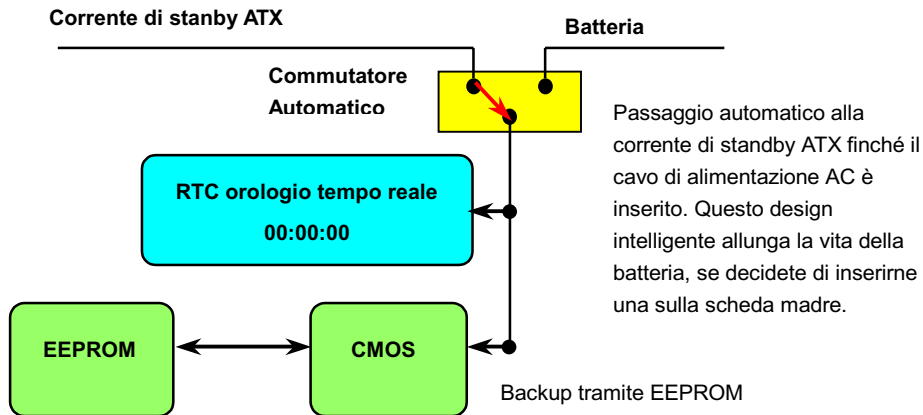 Corrente di stanby ATX
Batteria
Commutatore
Automatico
Passaggio automatico alla
corrente di standby ATX finché il
cavo di alimentazione AC è
inserito. Questo design
intelligente allunga la vita della
batteria, se decidete di inserirne
una sulla scheda madre.
RTC orologio tempo reale
00:00:00
EEPROM
CMOS
Backup tramite EEPROM